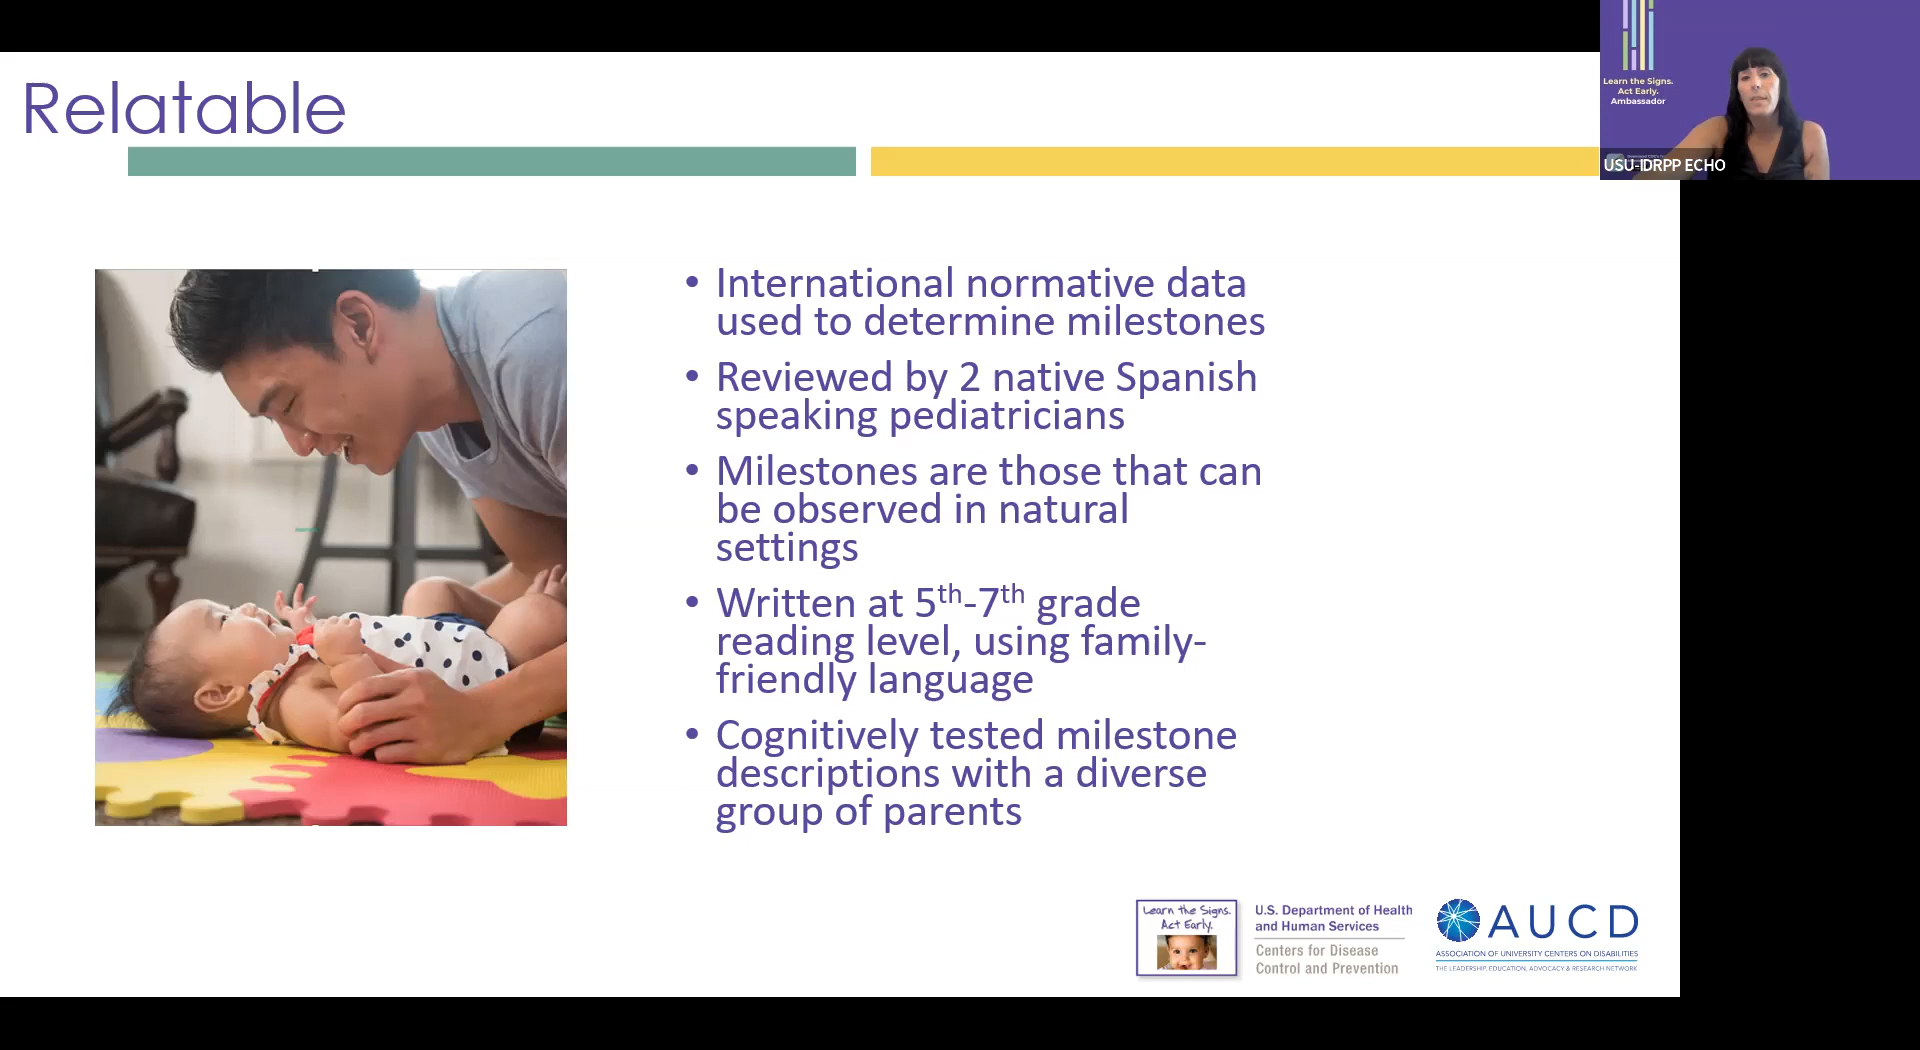 Relatable
Learn the Signs.
Act Early.
Ambassador
USU-IDRPP ECHO
• International normative data
used to determine milestones
• Reviewed by 2 native Spanish
speaking pediatricians
• Milestones are those that can
be observed in natural
settings
• Written at 5th-7th grade
reading level, using family-
friendly language
• Cognitively tested milestone
descriptions with a diverse
group of parents
Learn the Signs.
Act Early.
U.S. Department of Health
and Human Services
Centers for Disease
Control and Prevention
AUCD
ASSOCIATION OF UNIVERSITY CENTERS ON DISABILITIES
THE LEADERSHIP, EDUCATION, ADVOCACY & RESEARCH NETWORK